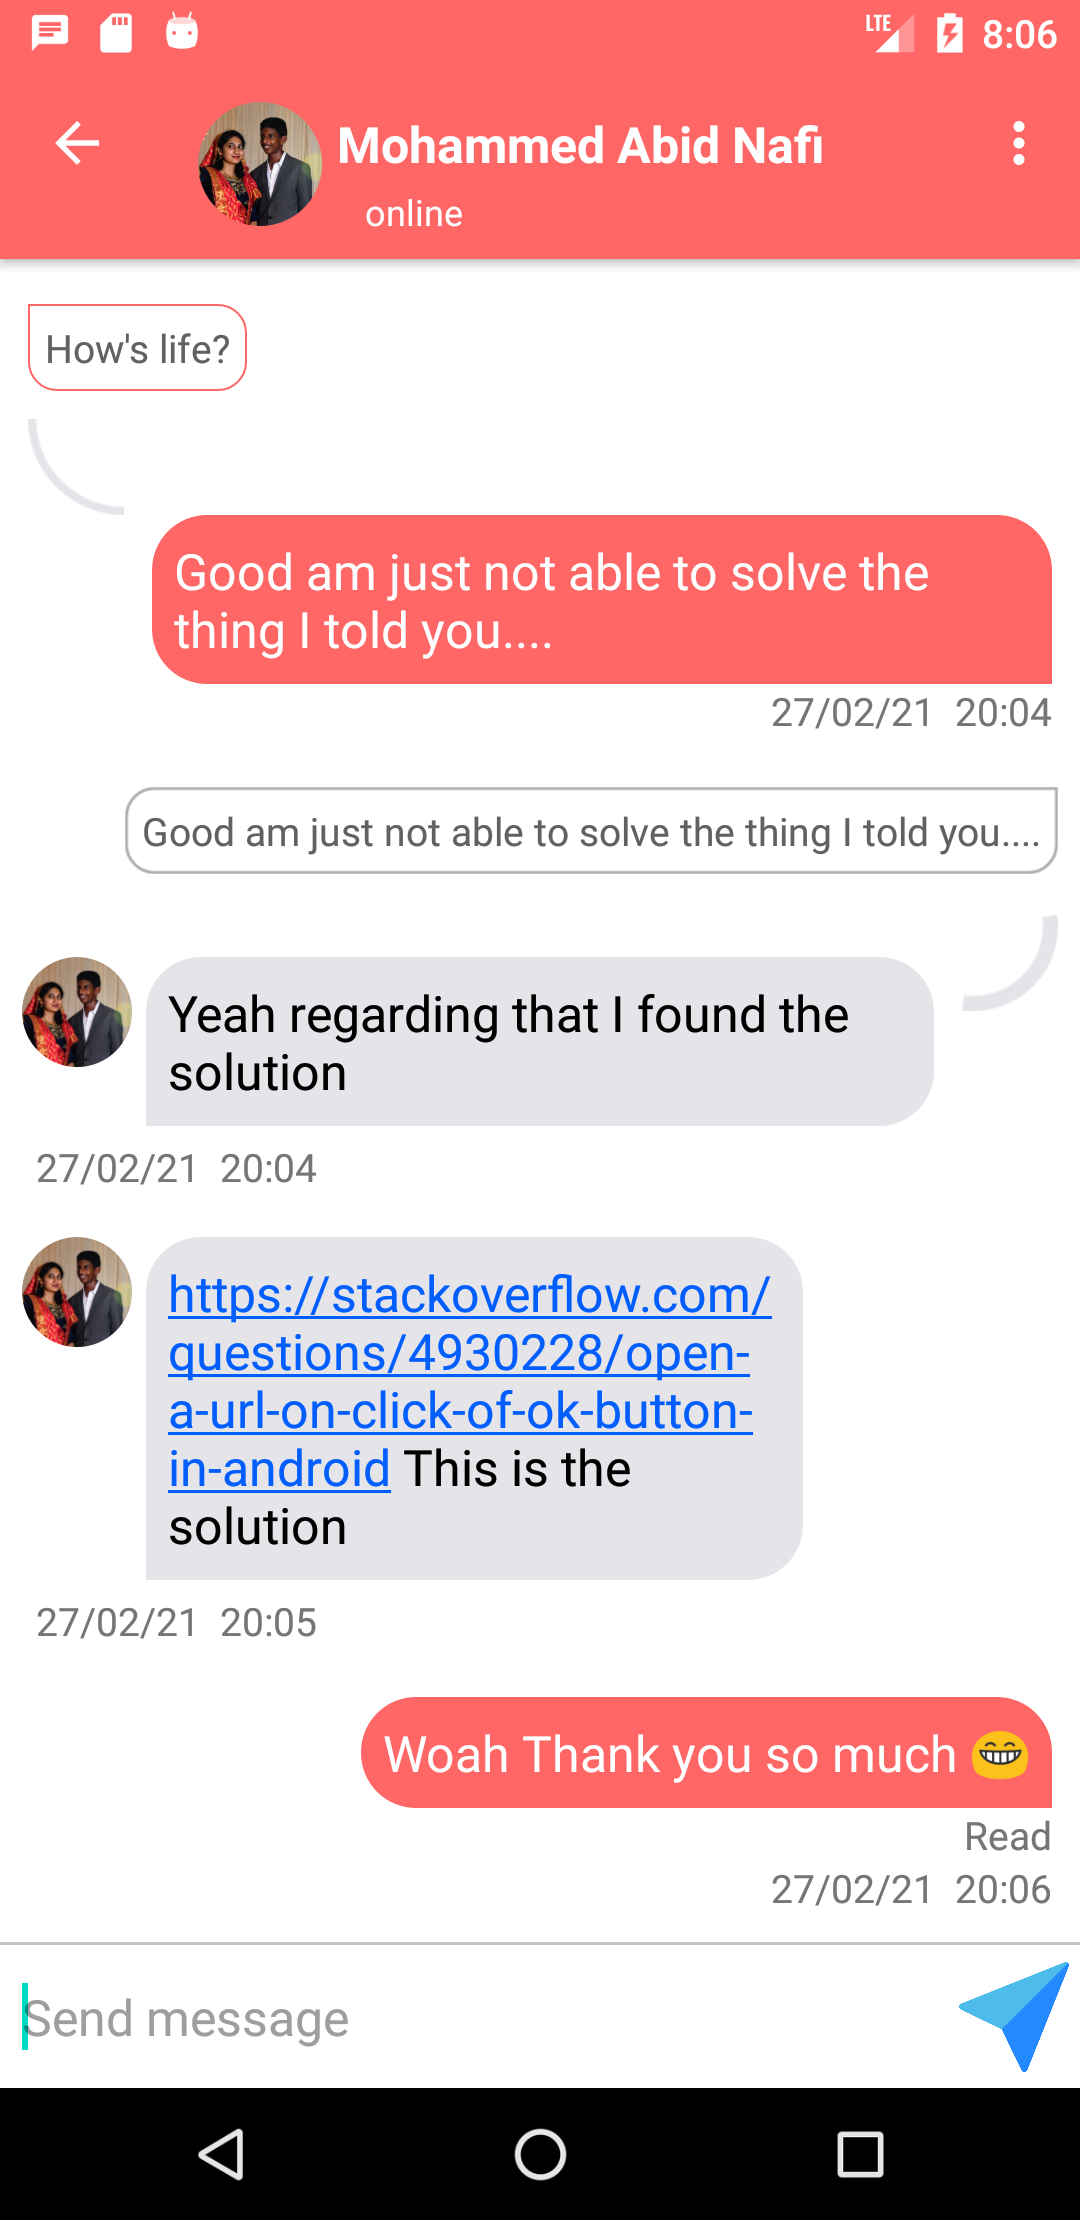 LTE 8:06
Mohammed Abid Nafi
online
How's life?
Good am just not able to solve the
thing I told you....
27/02/21 20:04
Good am just not able to solve the thing I told you....
Yeah regarding that I found the
solution
27/02/21 20:04
https://stackoverflow.com/
questions/4930228/open-
a-url-on-click-of-ok-button-
in-android This is the
solution
27/02/21 20:05
Woah Thank you so much 😁
Read
27/02/21 20:06
Send message